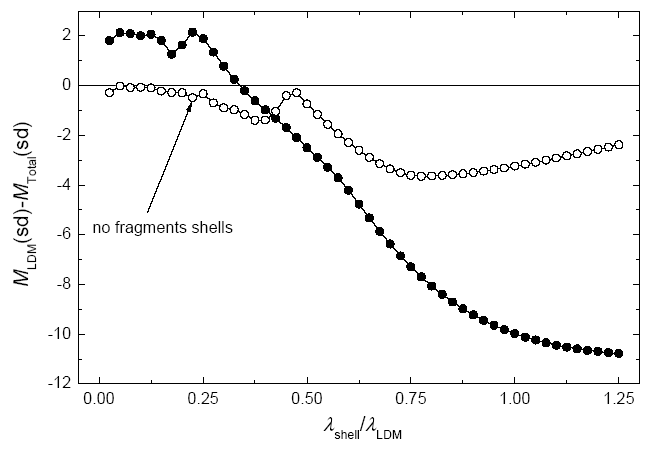 2
0
-2
-4
-6
-8
-10
-12
M_LDM(sd)-M_Total(sd)
no fragments shells
0.00 0.25 0.50 0.75 1.00 1.25
λ_shell/λ_LDM